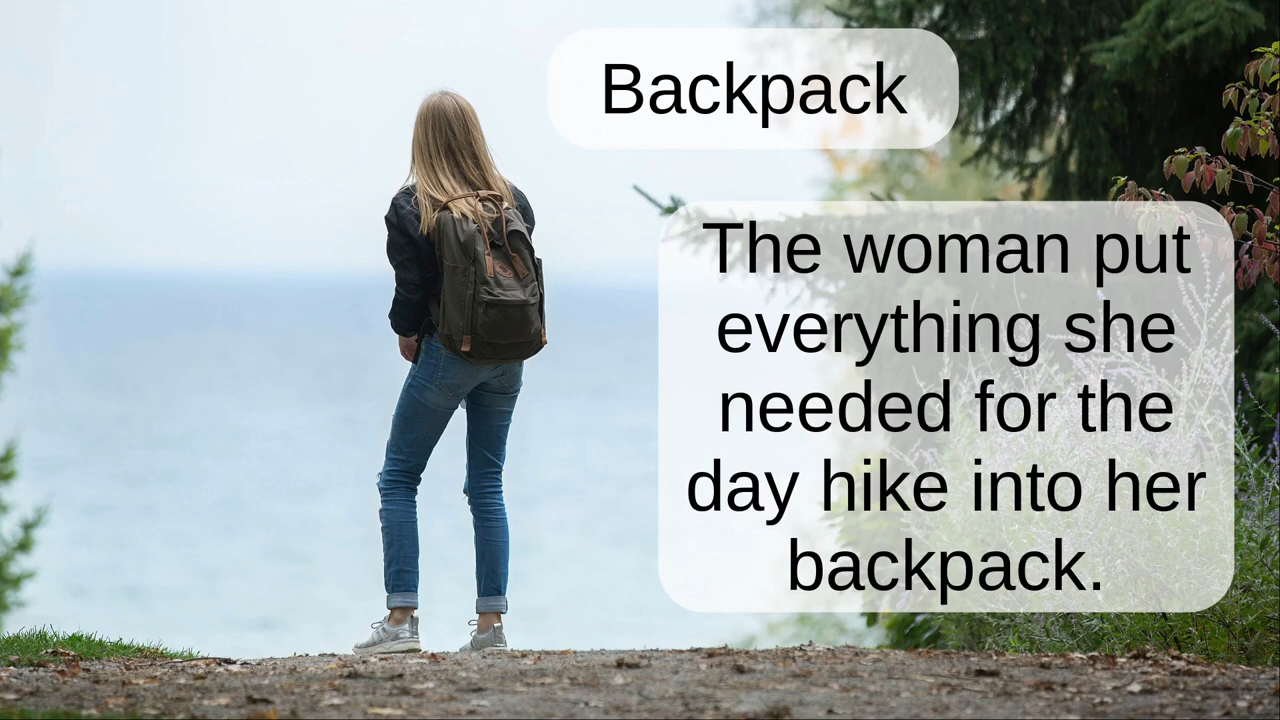 Backpack
The woman put
everything she
needed for the
day hike into her
backpack.